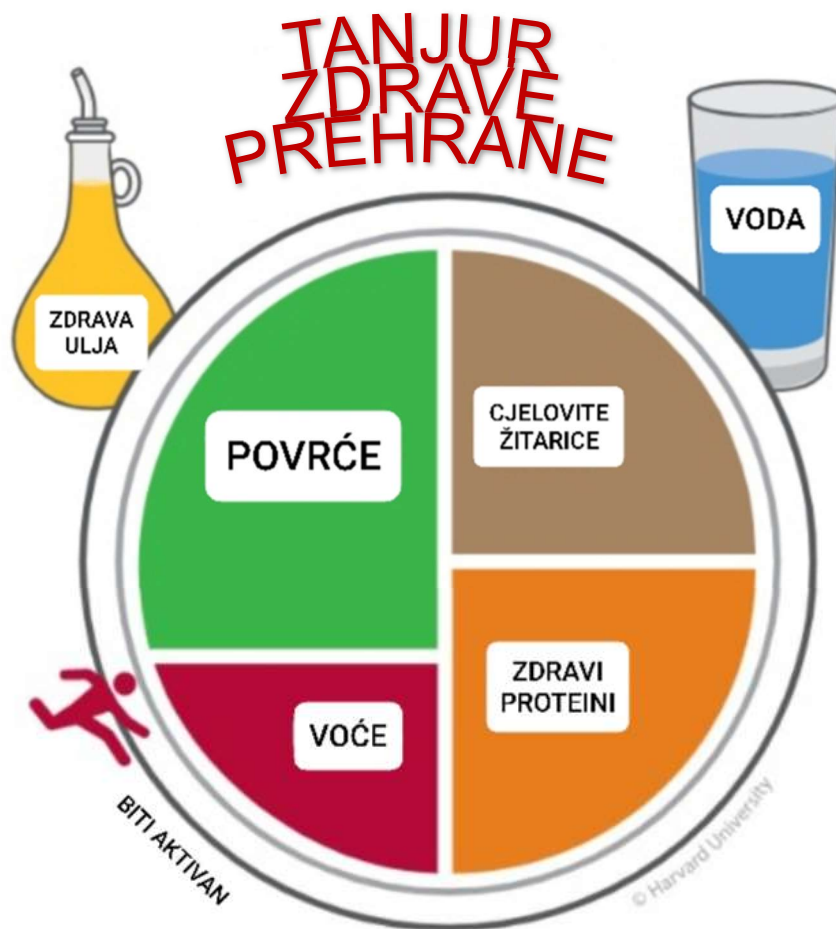 TANJUR
ZDRAVE
PREHRANE
VODA
ZDRAVA
ULJA
POVRĆE
CJELOVITE
ŽITARICE
ZDRAVI
PROTEINI
VOĆE
BITI AKTIVAN
© Harvard University